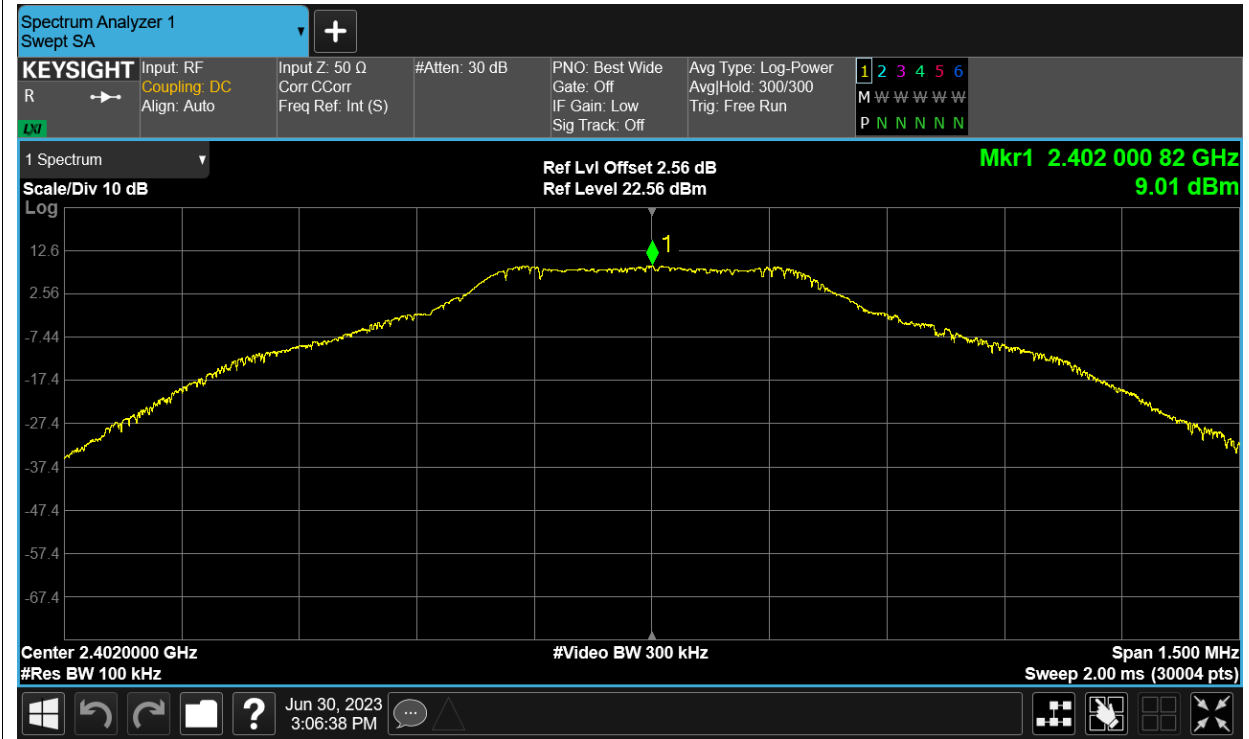 Spectrum Analyzer 1
Swept SA
KEYSIGHT
R
LXI
Input: RF
Coupling: DC
Align: Auto
Input Z: 50 Ω
Corr CCorr
Freq Ref: Int (S)
#Atten: 30 dB
PNO: Best Wide
Gate: Off
IF Gain: Low
Sig Track: Off
Avg Type: Log-Power
Avg|Hold: 300/300
Trig: Free Run
1 2 3 4 5 6
M W W W W W
P N N N N N
1 Spectrum
Scale/Div 10 dB
Log
Ref Lvl Offset 2.56 dB
Ref Level 22.56 dBm
Mkr1 2.402 000 82 GHz
9.01 dBm
1
12.6
2.56
-7.44
-17.4
-27.4
-37.4
-47.4
-57.4
-67.4
Center 2.4020000 GHz
#Video BW 300 kHz
Span 1.500 MHz
#Res BW 100 kHz
Sweep 2.00 ms (30004 pts)
?
Jun 30, 2023
3:06:38 PM